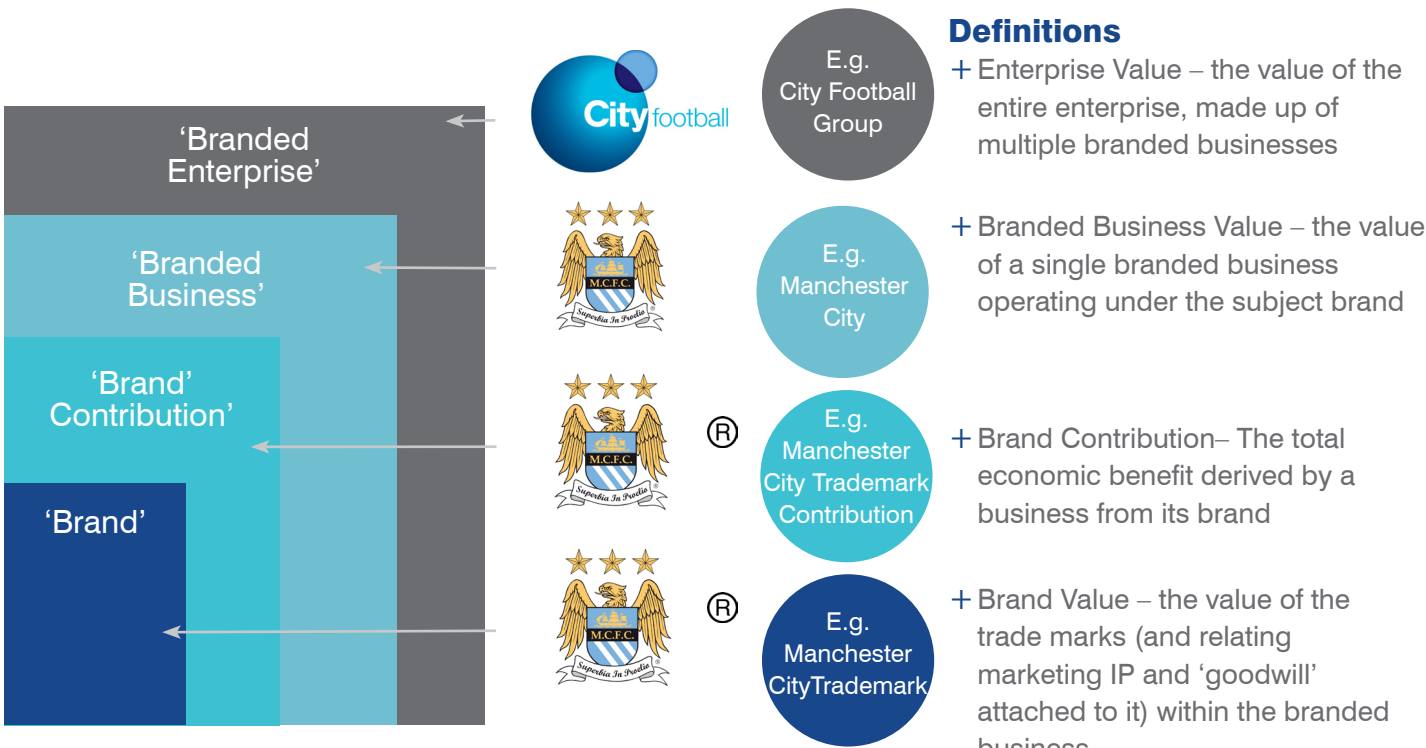 ‘Branded
Enterprise’
‘Branded
Business’
‘Brand’
Contribution’
‘Brand’
City football
M.C.F.C.
Superbia In Proelio
®
M.C.F.C.
Superbia In Proelio
®
®
M.C.F.C.
Superbia In Proelio
®
®
E.g.
City Football
Group
E.g.
Manchester
City
E.g.
Manchester
City Trademark
Contribution
E.g.
Manchester
CityTrademark
Definitions
+ Enterprise Value – the value of the
entire enterprise, made up of
multiple branded businesses
+ Branded Business Value – the value
of a single branded business
operating under the subject brand
+ Brand Contribution– The total
economic benefit derived by a
business from its brand
+ Brand Value – the value of the
trade marks (and relating
marketing IP and ‘goodwill’
attached to it) within the branded
business